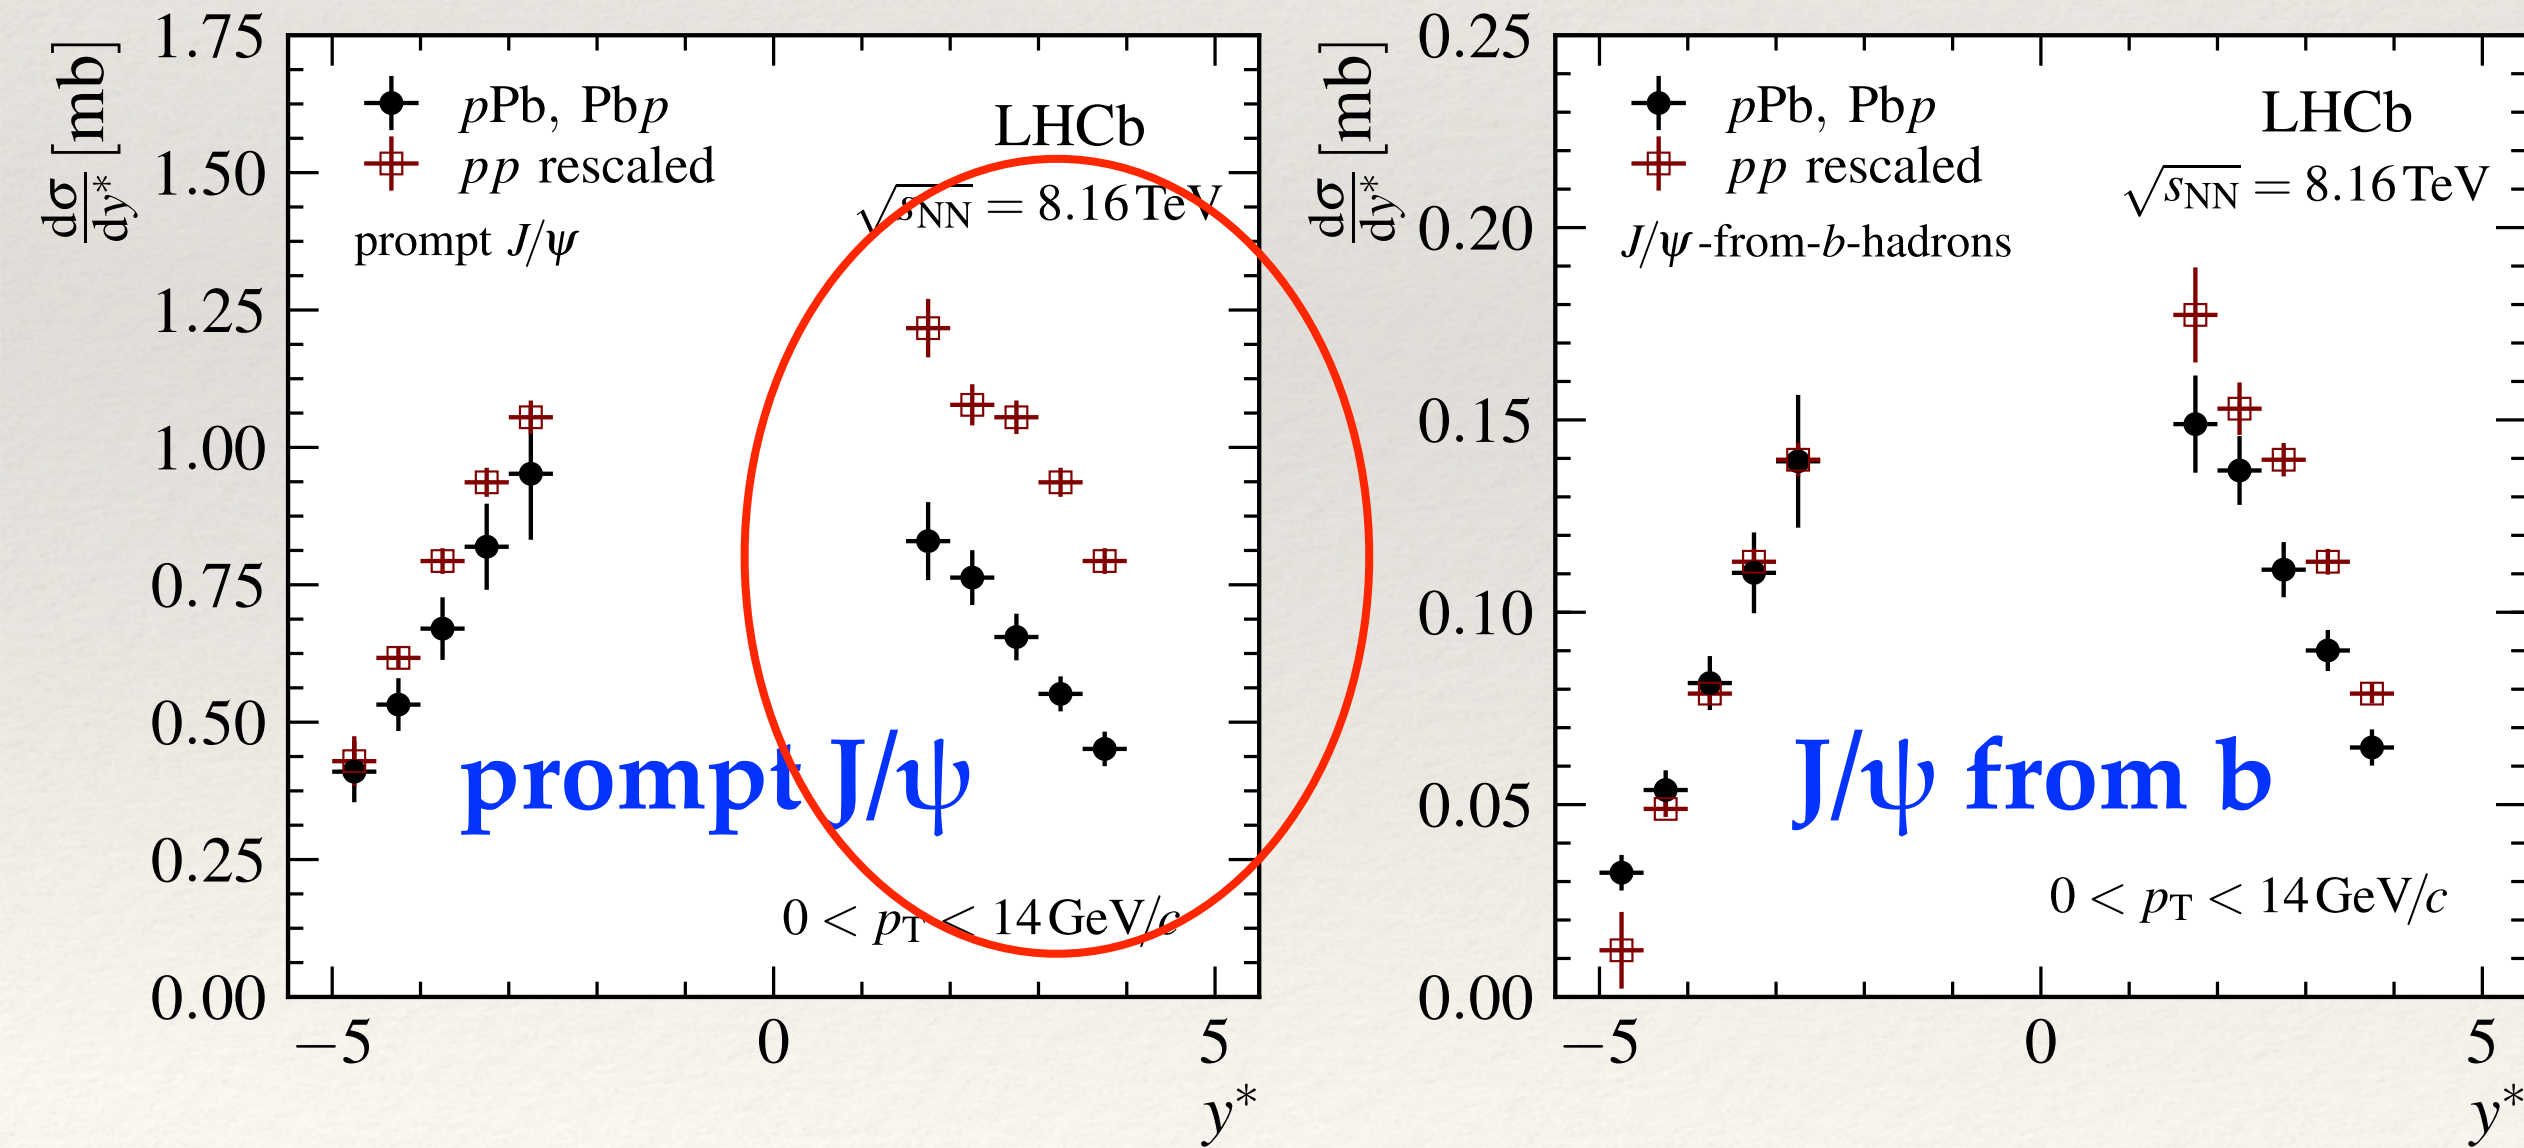 dσ/dy* [mb]
1.75
1.50
1.25
1.00
0.75
0.50
0.25
0.00
pPb, Pbp
pp rescaled
prompt J/ψ
LHCb
√sNN = 8.16 TeV
prompt J/ψ
0 < pT < 14 GeV/c
−5 0 5
y*
dσ/dy* [mb]
0.25
0.20
0.15
0.10
0.05
0.00
pPb, Pbp
pp rescaled
J/ψ-from-b-hadrons
LHCb
√sNN = 8.16 TeV
J/ψ from b
0 < pT < 14 GeV/c
−5 0 5
y*